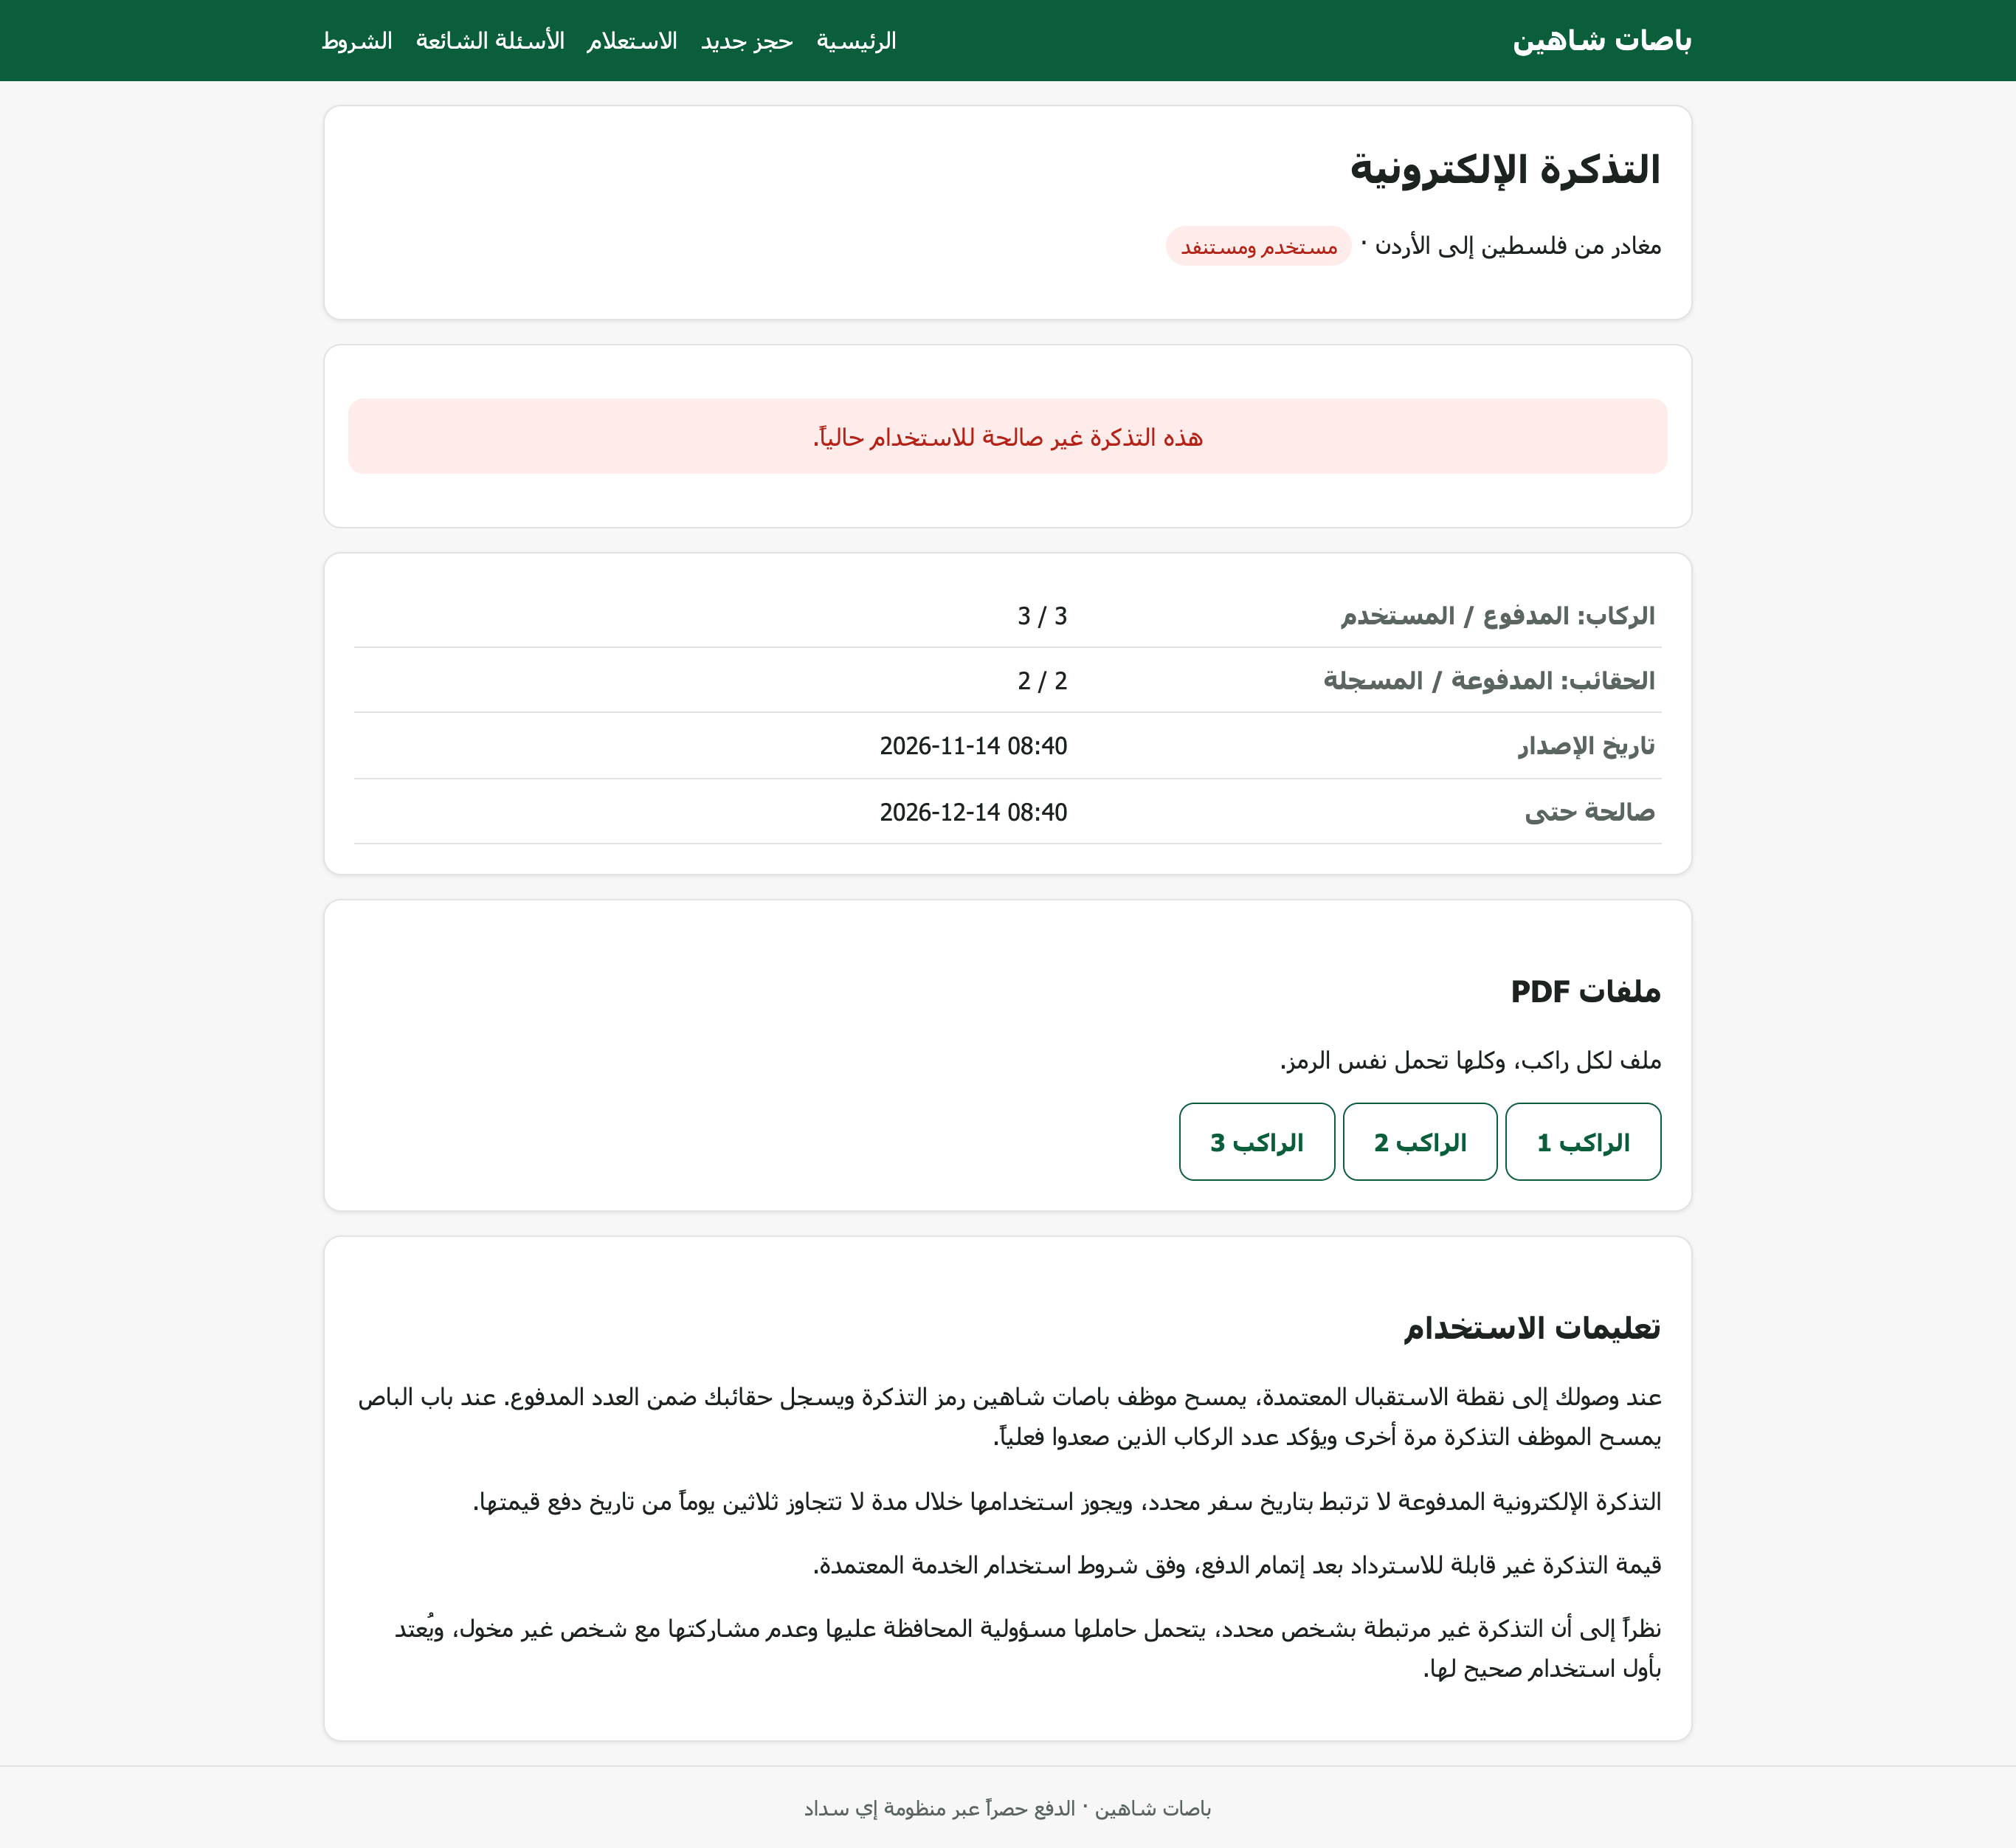 باصات شاهين
الرئيسية
حجز جديد
الاستعلام
الأسئلة الشائعة
الشروط
التذكرة الإلكترونية
مغادر من فلسطين إلى الأردن · مستخدم ومستنفد
هذه التذكرة غير صالحة للاستخدام حالياً.
الركاب: المدفوع / المستخدم 3 / 3
الحقائب: المدفوعة / المسجلة 2 / 2
تاريخ الإصدار 2026-11-14 08:40
صالحة حتى 2026-12-14 08:40
ملفات PDF
ملف لكل راكب، وكلها تحمل نفس الرمز.
الراكب 1
الراكب 2
الراكب 3
تعليمات الاستخدام
عند وصولك إلى نقطة الاستقبال المعتمدة، يمسح موظف باصات شاهين رمز التذكرة ويسجل حقائبك ضمن العدد المدفوع. عند باب الباص
يمسح الموظف التذكرة مرة أخرى ويؤكد عدد الركاب الذين صعدوا فعلياً.
التذكرة الإلكترونية المدفوعة لا ترتبط بتاريخ سفر محدد، ويجوز استخدامها خلال مدة لا تتجاوز ثلاثين يوماً من تاريخ دفع قيمتها.
قيمة التذكرة غير قابلة للاسترداد بعد إتمام الدفع، وفق شروط استخدام الخدمة المعتمدة.
نظراً إلى أن التذكرة غير مرتبطة بشخص محدد، يتحمل حاملها مسؤولية المحافظة عليها وعدم مشاركتها مع شخص غير مخول، ويُعتد
بأول استخدام صحيح لها.
باصات شاهين · الدفع حصراً عبر منظومة إي سداد